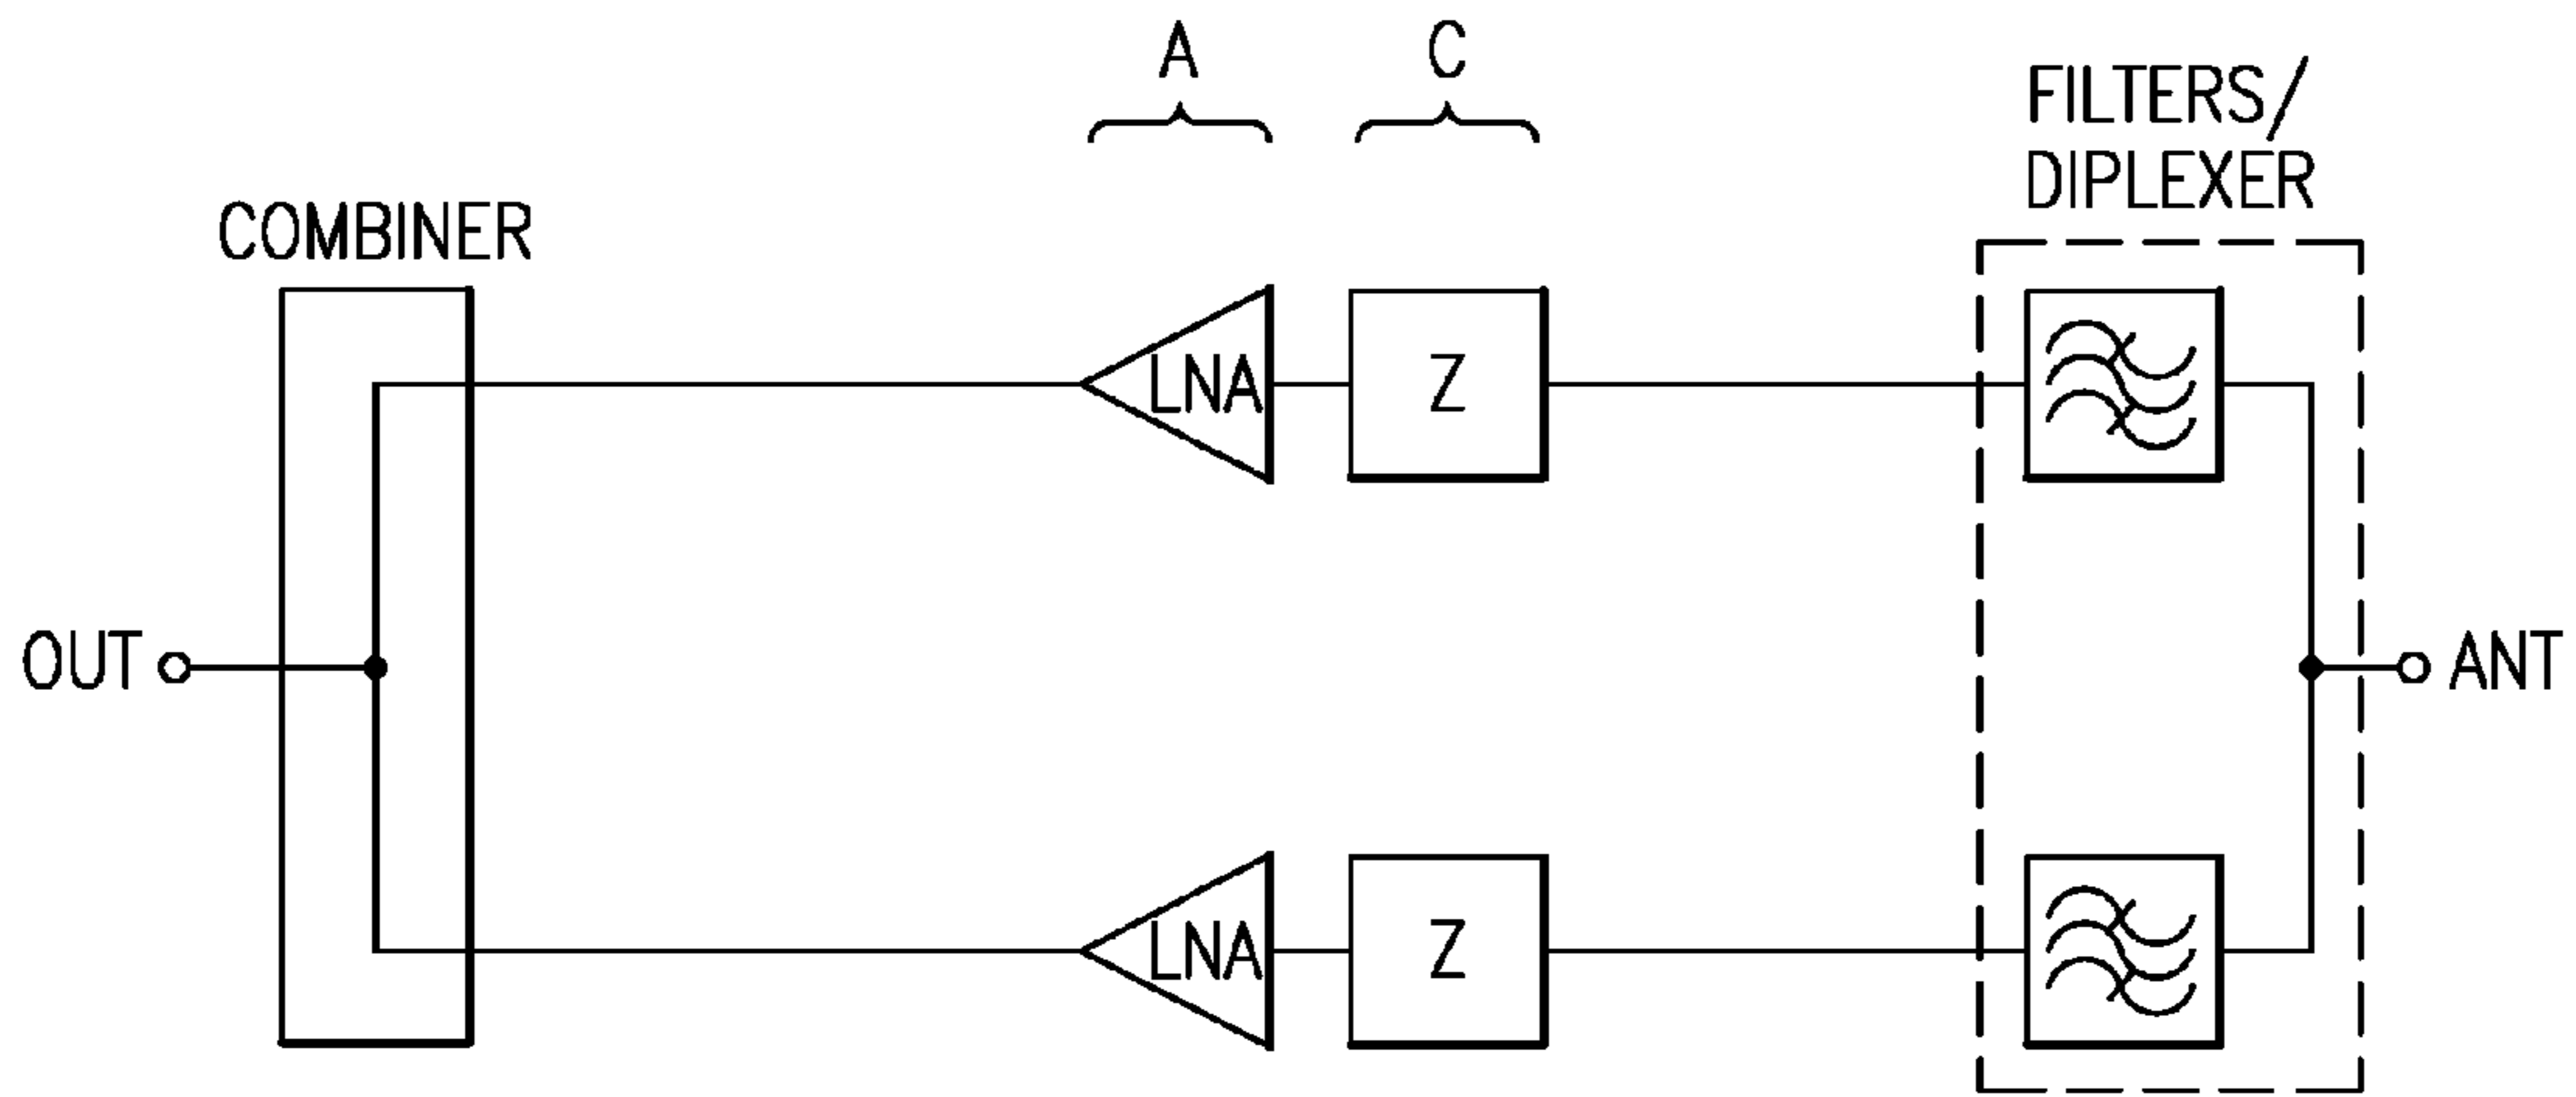 A
C
FILTERS/
DIPLEXER
COMBINER
LNA
Z
OUT
ANT
LNA
Z